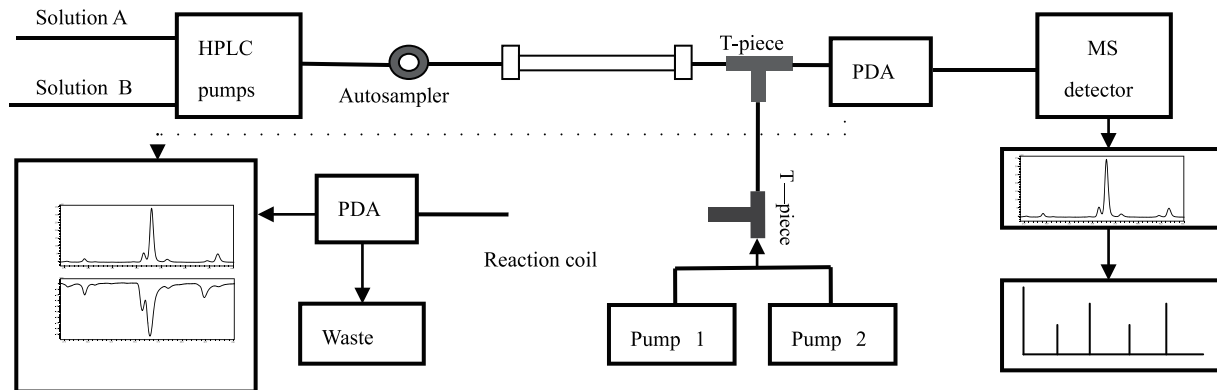 Solution A
Solution B
HPLC
pumps
Autosampler
T-piece
PDA
MS
detector
T—piece
PDA
Reaction coil
Waste
Pump 1
Pump 2